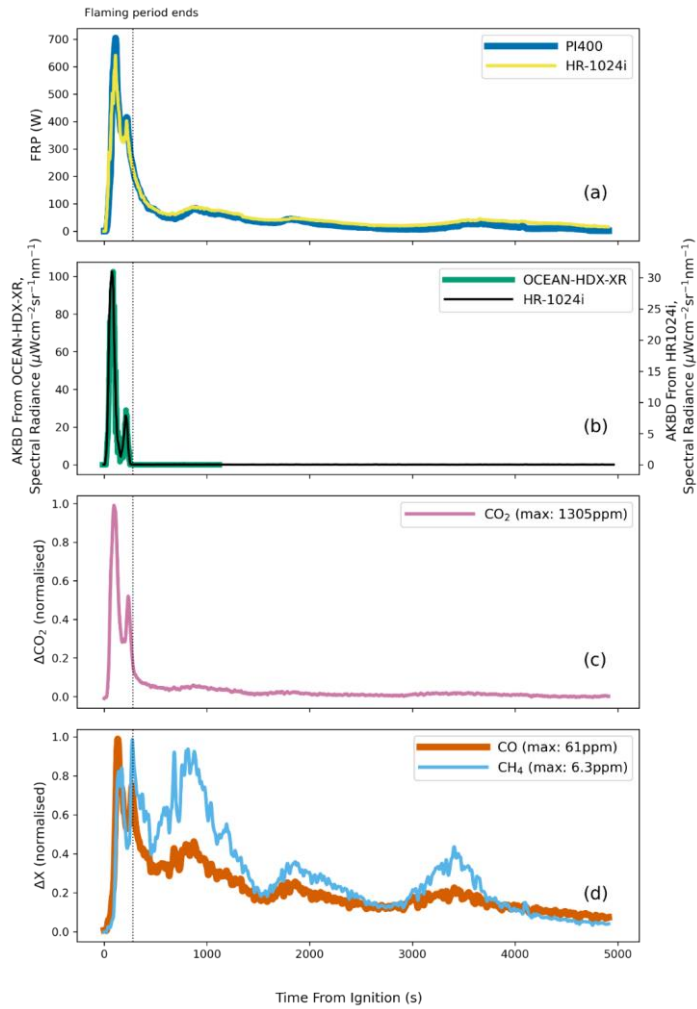 Flaming period ends
700
600
500
400
300
200
100
0
FRP (W)
PI400
HR-1024i
(a)
100
80
60
40
20
0
AKBD From OCEAN-HDX-XR,
Spectral Radiance (μWcm⁻²sr⁻¹nm⁻¹)
OCEAN-HDX-XR
HR-1024i
(b)
30
25
20
15
10
5
0
AKBD From HR1024i,
Spectral Radiance (μWcm⁻²sr⁻¹nm⁻¹)
1.0
0.8
0.6
0.4
0.2
0.0
ΔCO₂ (normalised)
CO₂ (max: 1305ppm)
(c)
1.0
0.8
0.6
0.4
0.2
0.0
ΔX (normalised)
CO (max: 61ppm)
CH₄ (max: 6.3ppm)
(d)
0 1000 2000 3000 4000 5000
Time From Ignition (s)